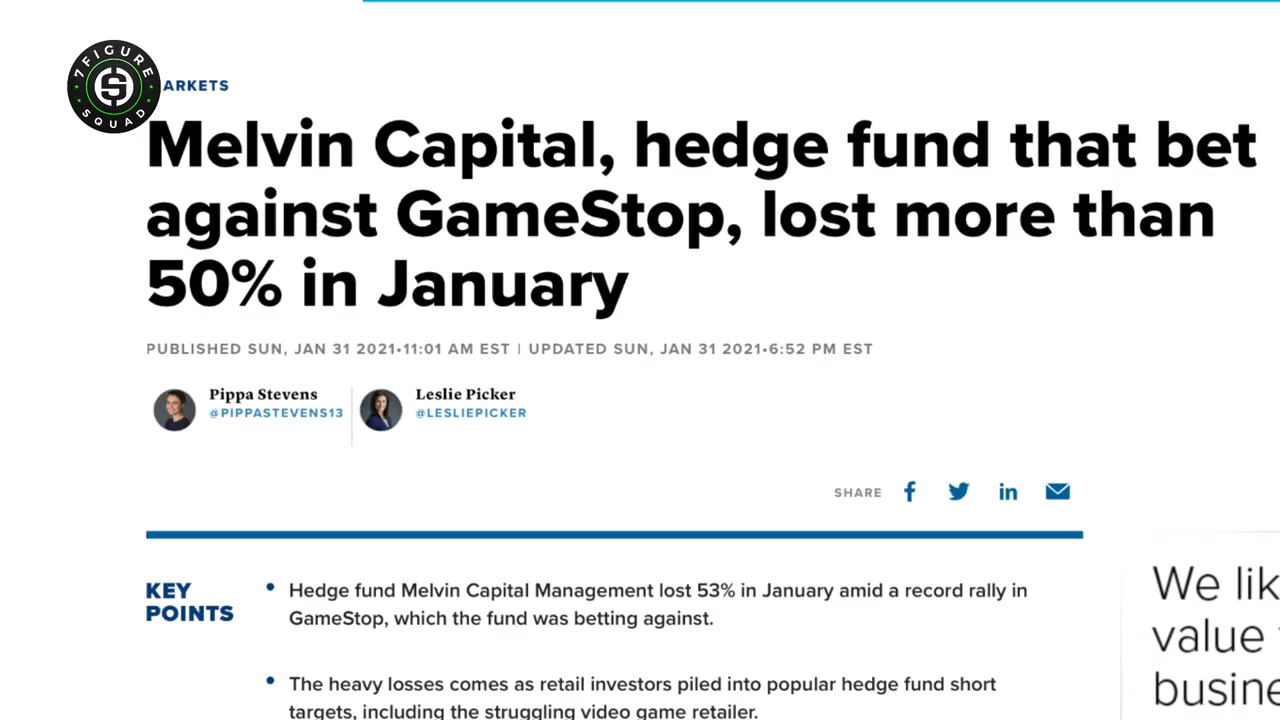 7FIGURE
SQUAD
ARKETS
Melvin Capital, hedge fund that bet
against GameStop, lost more than
50% in January
PUBLISHED SUN, JAN 31 2021•11:01 AM EST | UPDATED SUN, JAN 31 2021•6:52 PM EST
Pippa Stevens
@PIPPASTEVENS13
Leslie Picker
@LESLIEPICKER
SHARE
KEY
POINTS
• Hedge fund Melvin Capital Management lost 53% in January amid a record rally in
GameStop, which the fund was betting against.
• The heavy losses comes as retail investors piled into popular hedge fund short
targets, including the struggling video game retailer.
We lik
value
busine